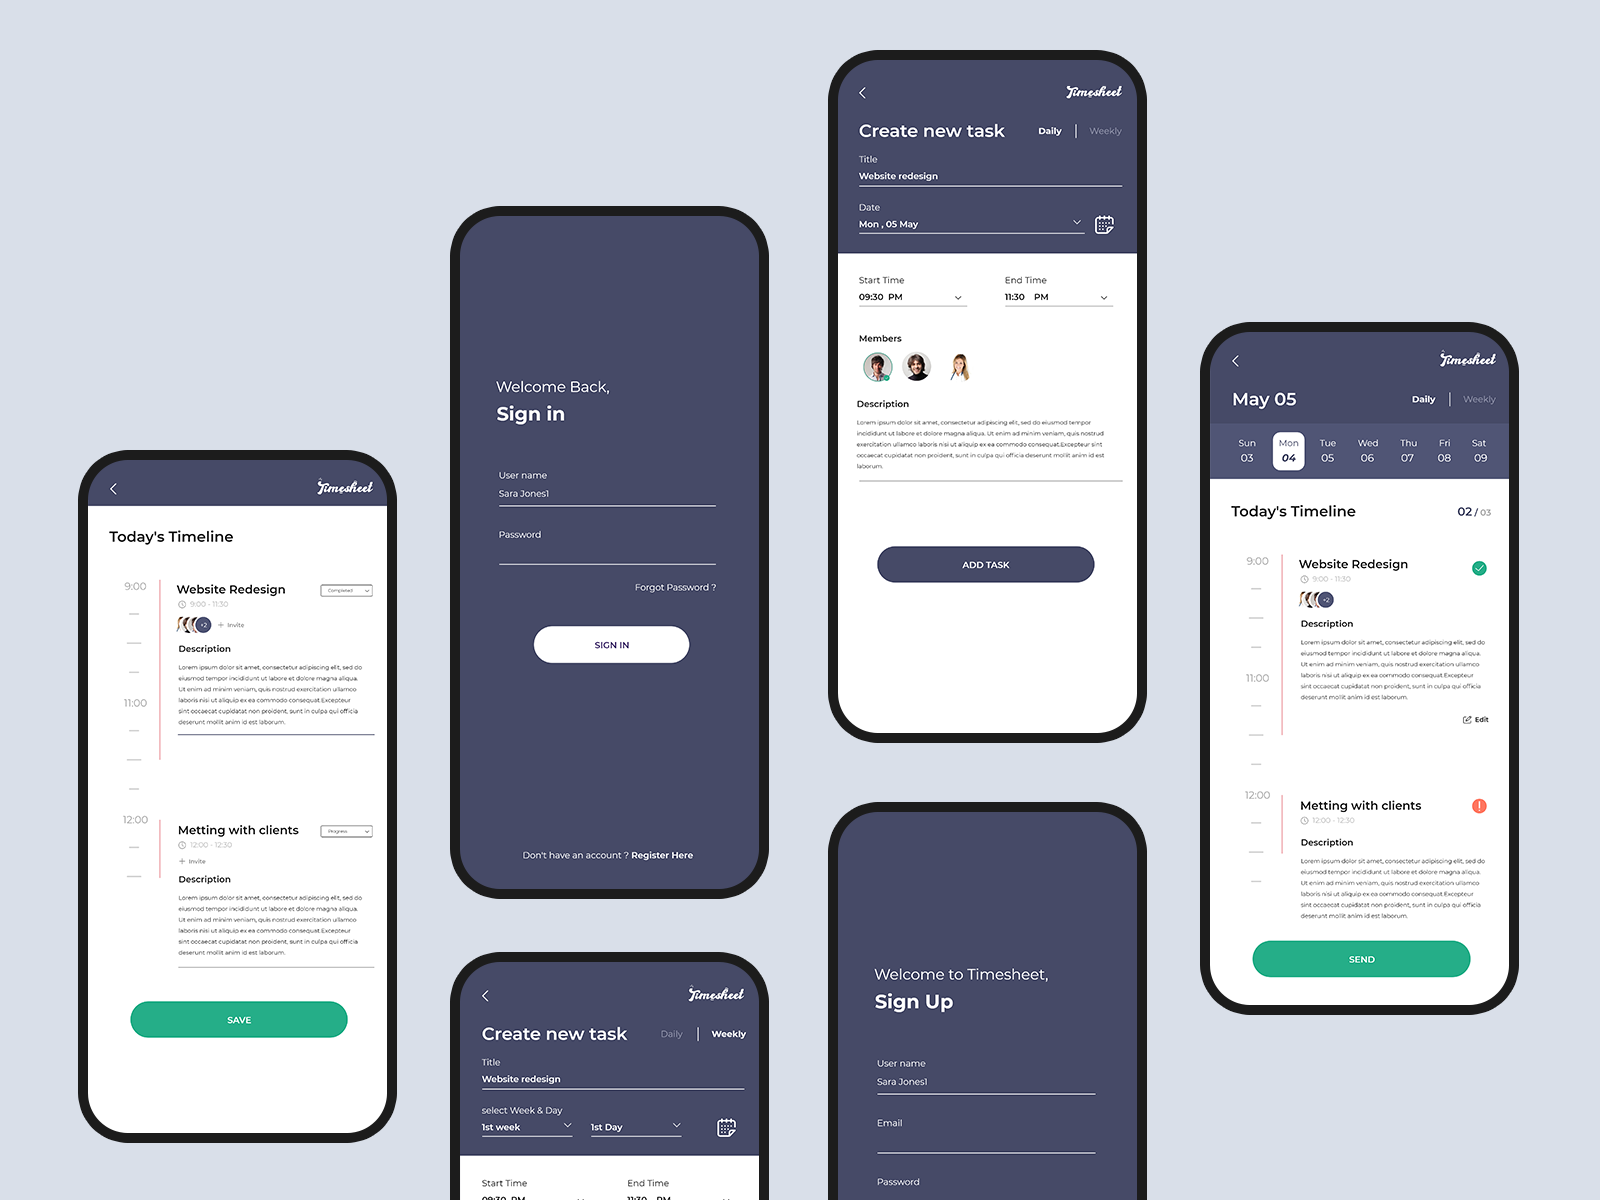 Timesheet
Today's Timeline
9:00
Website Redesign
Completed
9:00 - 11:30
+2
+ Invite
Description
Lorem ipsum dolor sit amet, consectetur adipiscing elit, sed do
eiusmod tempor incididunt ut labore et dolore magna aliqua.
Ut enim ad minim veniam, quis nostrud exercitation ullamco
laboris nisi ut aliquip ex ea commodo consequat.Excepteur
sint occaecat cupidatat non proident, sunt in culpa qui officia
deserunt mollit anim id est laborum.
11:00
12:00
Metting with clients
Progress
12:00 - 12:30
+ Invite
Description
Lorem ipsum dolor sit amet, consectetur adipiscing elit, sed do
eiusmod tempor incididunt ut labore et dolore magna aliqua.
Ut enim ad minim veniam, quis nostrud exercitation ullamco
laboris nisi ut aliquip ex ea commodo consequat.Excepteur
sint occaecat cupidatat non proident, sunt in culpa qui officia
deserunt mollit anim id est laborum.
SAVE
Welcome Back,
Sign in
User name
Sara Jones1
Password
Forgot Password ?
SIGN IN
Don't have an account ? Register Here
Timesheet
Create new task
Daily | Weekly
Title
Website redesign
select Week & Day
1st week
1st Day
Start Time
End Time
09:30 PM
11:30 PM
Timesheet
Create new task
Daily | Weekly
Title
Website redesign
Date
Mon , 05 May
Start Time
End Time
09:30 PM
11:30 PM
Members
Description
Lorem ipsum dolor sit amet, consectetur adipiscing elit, sed do eiusmod tempor
incididunt ut labore et dolore magna aliqua. Ut enim ad minim veniam, quis nostrud
exercitation ullamco laboris nisi ut aliquip ex ea commodo consequat.Excepteur sint
occaecat cupidatat non proident, sunt in culpa qui officia deserunt mollit anim id est
laborum.
ADD TASK
Welcome to Timesheet,
Sign Up
User name
Sara Jones1
Email
Password
Timesheet
May 05
Daily | Weekly
Sun Mon Tue Wed Thu Fri Sat
03 04 05 06 07 08 09
Today's Timeline
02 / 03
9:00
Website Redesign
9:00 - 11:30
+2
Description
Lorem ipsum dolor sit amet, consectetur adipiscing elit, sed do
eiusmod tempor incididunt ut labore et dolore magna aliqua.
Ut enim ad minim veniam, quis nostrud exercitation ullamco
laboris nisi ut aliquip ex ea commodo consequat.Excepteur
sint occaecat cupidatat non proident, sunt in culpa qui officia
deserunt mollit anim id est laborum.
11:00
Edit
12:00
Metting with clients
12:00 - 12:30
Description
Lorem ipsum dolor sit amet, consectetur adipiscing elit, sed do
eiusmod tempor incididunt ut labore et dolore magna aliqua.
Ut enim ad minim veniam, quis nostrud exercitation ullamco
laboris nisi ut aliquip ex ea commodo consequat.Excepteur
sint occaecat cupidatat non proident, sunt in culpa qui officia
deserunt mollit anim id est laborum.
SEND